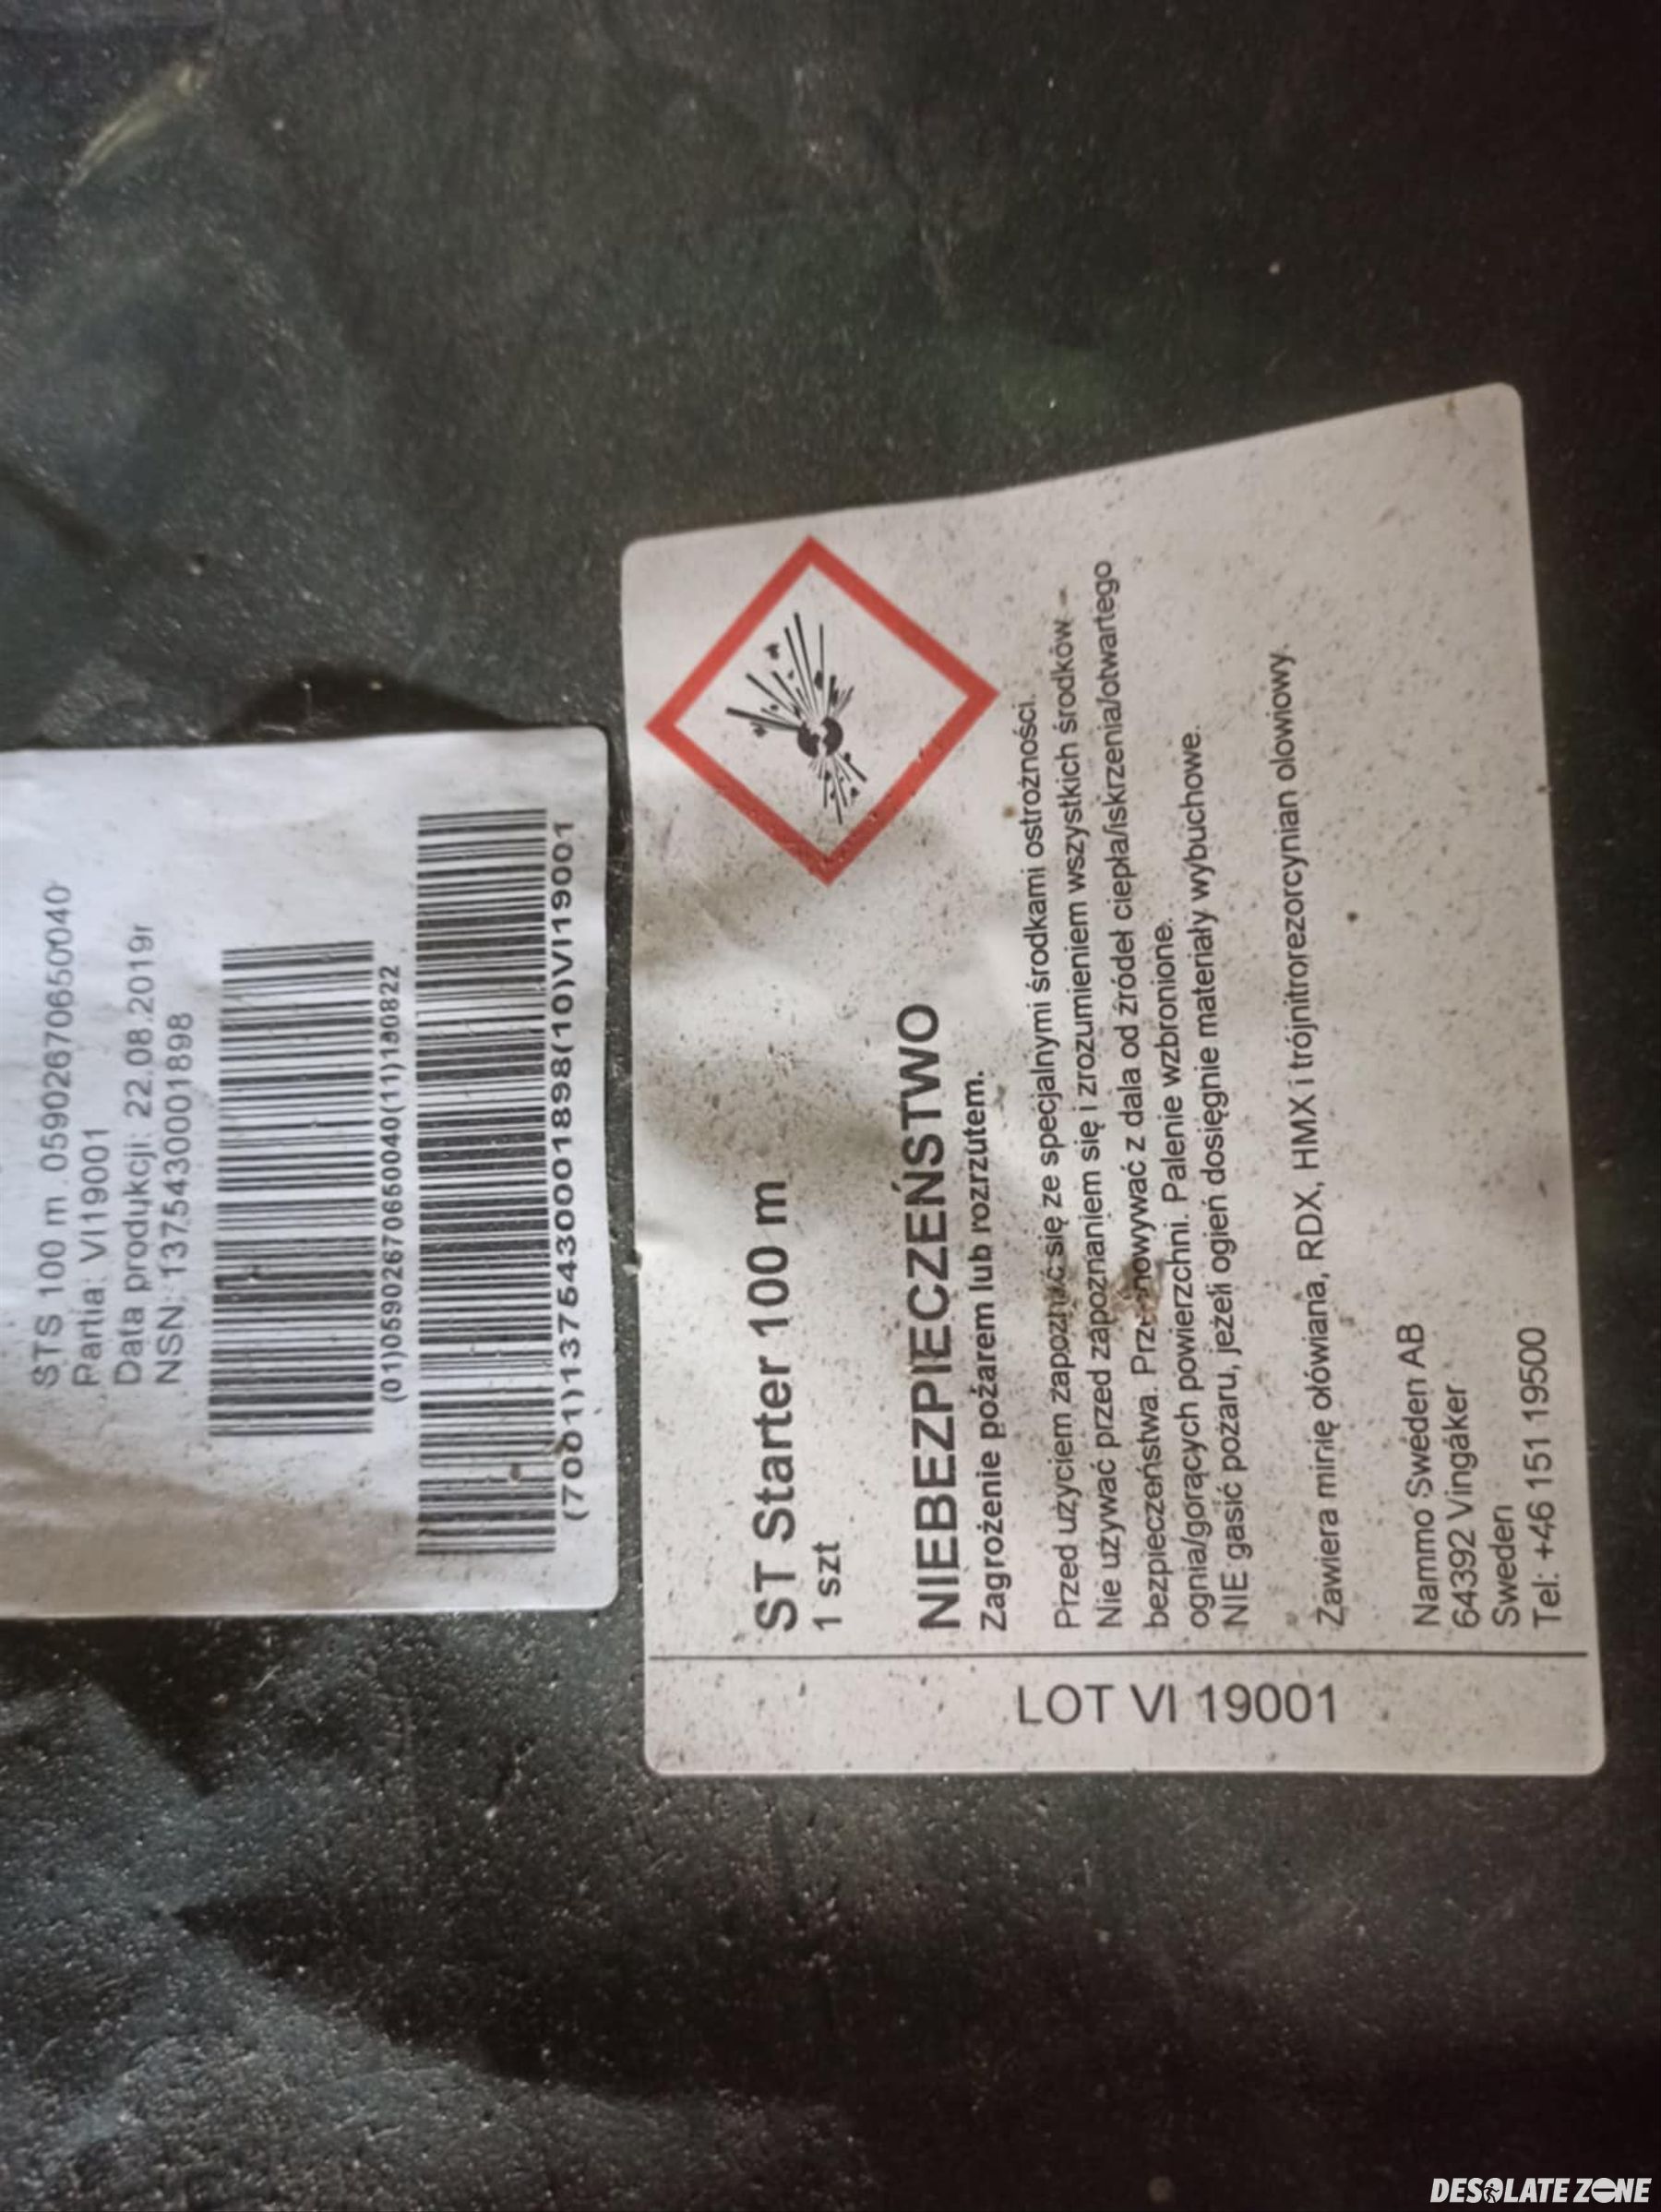 STS 100 m 05902670650040
Partia: VI19001
Data produkcji: 22.08.2019r
NSN: 1375430001898
(01)05902670650040(11)190822
(7001)1375430001898(10)VI19001
ST Starter 100 m
1 szt
NIEBEZPIECZEŃSTWO
Zagrożenie pożarem lub rozrzutem.
Przed użyciem zapoznać się ze specjalnymi środkami ostrożności.
Nie używać przed zapoznaniem się i zrozumieniem wszystkich środków
bezpieczeństwa. Przechowywać z dala od źródeł ciepła/iskrzenia/otwartego
ognia/gorących powierzchni. Palenie wzbronione.
NIE gasić pożaru, jeżeli ogień dosięgnie materiały wybuchowe.
Zawiera minię ołówiana, RDX, HMX i trójnitrorezorcynian olowiowy.
Nammo Sweden AB
64392 Vingåker
Sweden
Tel: +46 151 19500
LOT VI 19001
DESOLATE ZONE